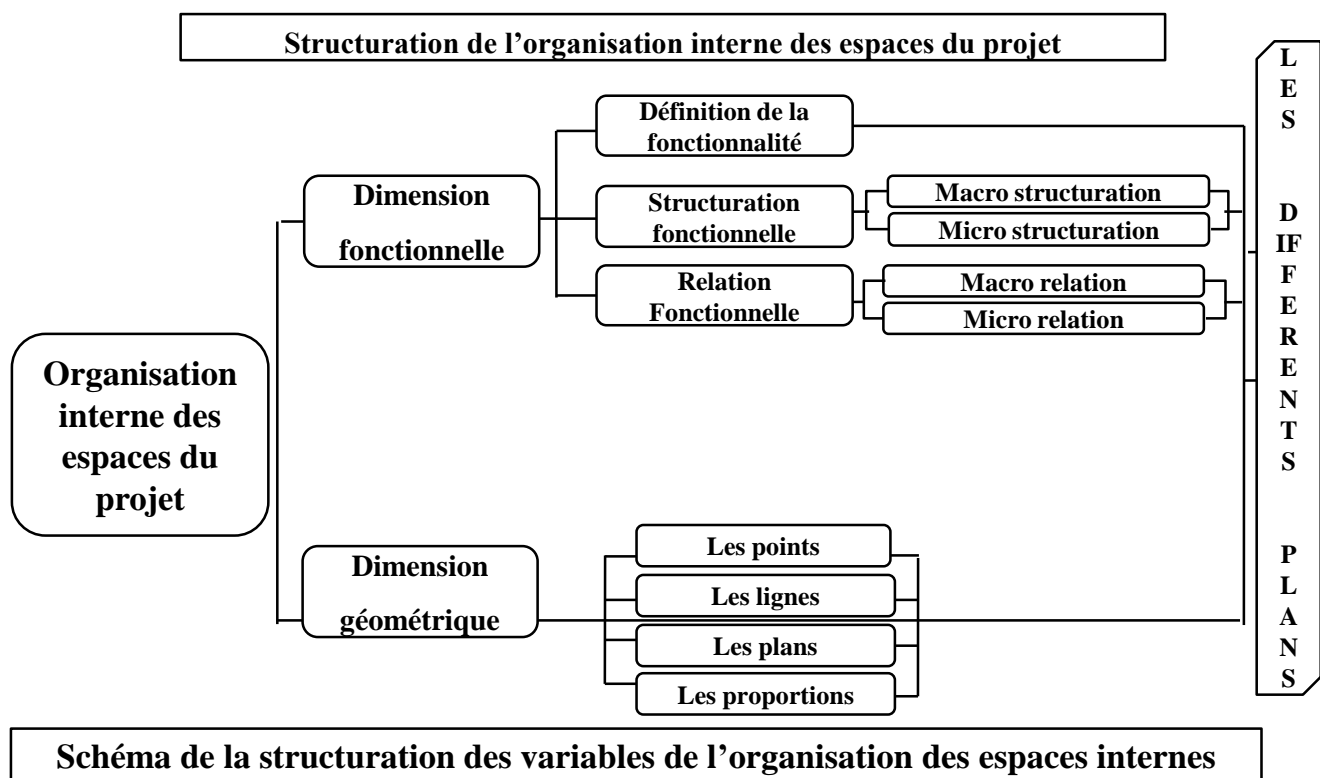 Structuration de l’organisation interne des espaces du projet
Définition de la
fonctionnalité
Dimension
fonctionnelle
Structuration
fonctionnelle
Macro structuration
Micro structuration
Relation
Fonctionnelle
Macro relation
Micro relation
Organisation
interne des
espaces du
projet
Dimension
géométrique
Les points
Les lignes
Les plans
Les proportions
L
E
S
D
IF
F
E
R
E
N
T
S
P
L
A
N
S
Schéma de la structuration des variables de l’organisation des espaces internes